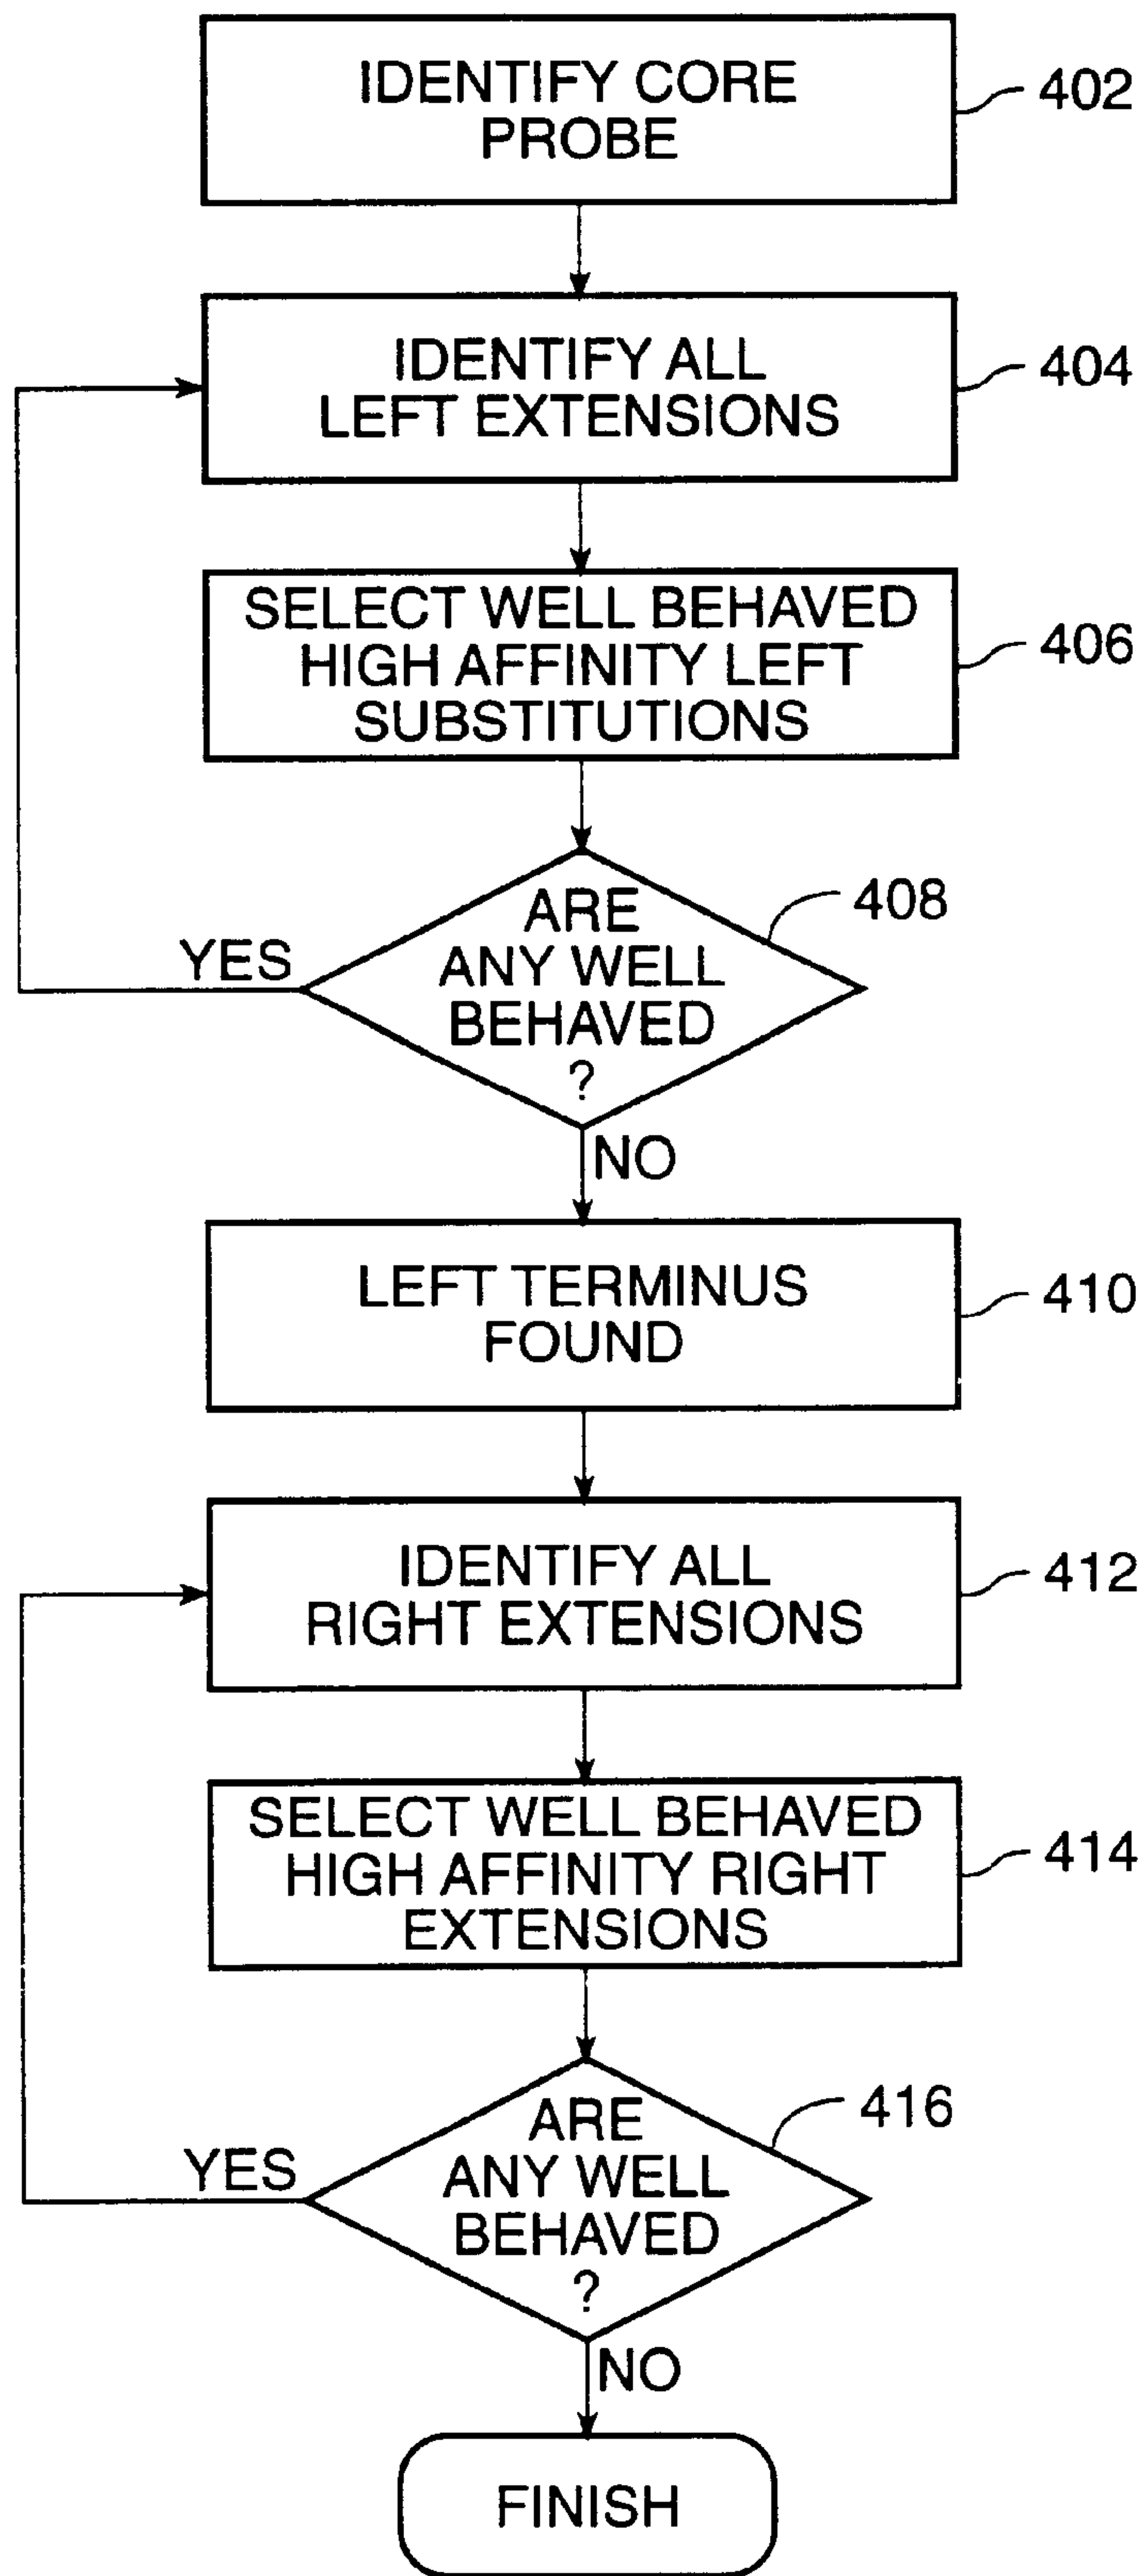 IDENTIFY CORE
PROBE
402
IDENTIFY ALL
LEFT EXTENSIONS
404
SELECT WELL BEHAVED
HIGH AFFINITY LEFT
SUBSTITUTIONS
406
ARE
ANY WELL
BEHAVED
?
408
YES
NO
LEFT TERMINUS
FOUND
410
IDENTIFY ALL
RIGHT EXTENSIONS
412
SELECT WELL BEHAVED
HIGH AFFINITY RIGHT
EXTENSIONS
414
ARE
ANY WELL
BEHAVED
?
416
YES
NO
FINISH